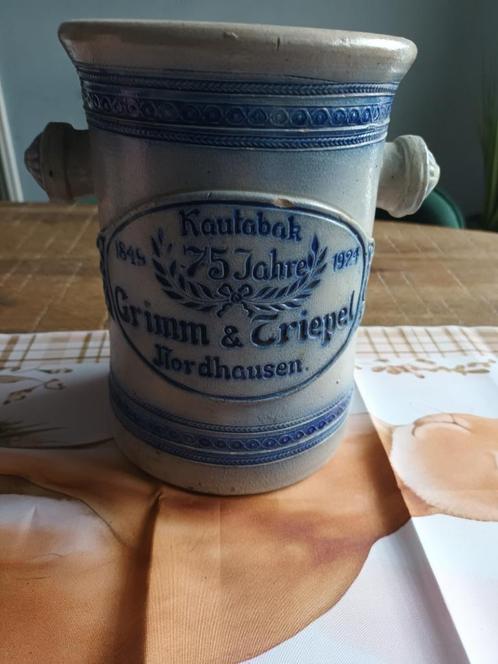 Kautabak
1849 75 Jahre 1924
Grimm & Triepel
Nordhausen.